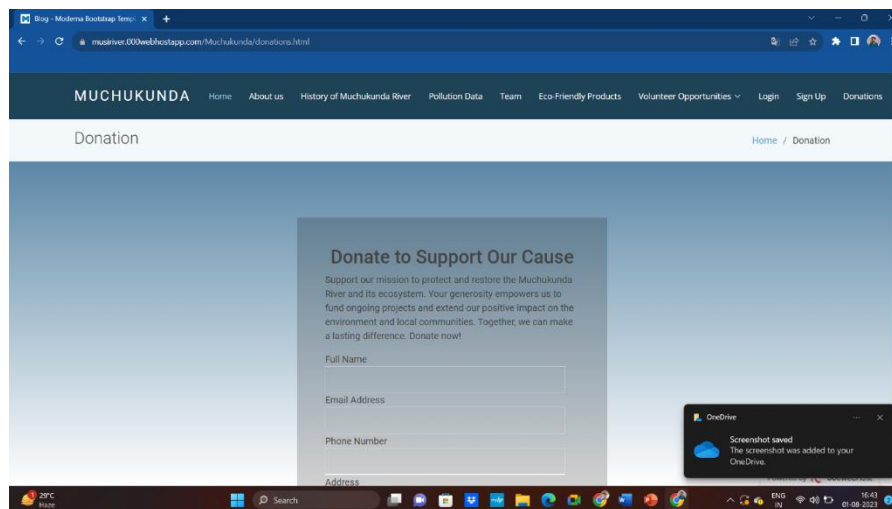 Blog - Moderna Bootstrap Templ
musiriver.000webhostapp.com/Muchukunda/donations.html
MUCHUKUNDA Home About us History of Muchukunda River Pollution Data Team Eco-Friendly Products Volunteer Opportunities Login Sign Up Donations
Donation
Home / Donation
Donate to Support Our Cause
Support our mission to protect and restore the Muchukunda
River and its ecosystem. Your generosity empowers us to
fund ongoing projects and extend our positive impact on the
environment and local communities. Together, we can make
a lasting difference. Donate now!
Full Name
Email Address
Phone Number
Address
OneDrive
Screenshot saved
The screenshot was added to your
OneDrive.
29°C
Haze
Search
ENG
IN
16:43
01-08-2023